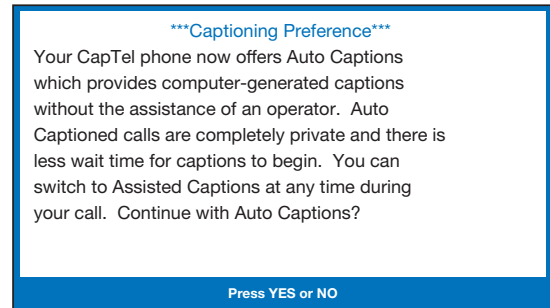 ***Captioning Preference***
Your CapTel phone now offers Auto Captions
which provides computer-generated captions
without the assistance of an operator.  Auto
Captioned calls are completely private and there is
less wait time for captions to begin.  You can
switch to Assisted Captions at any time during
your call.  Continue with Auto Captions?
Press YES or NO